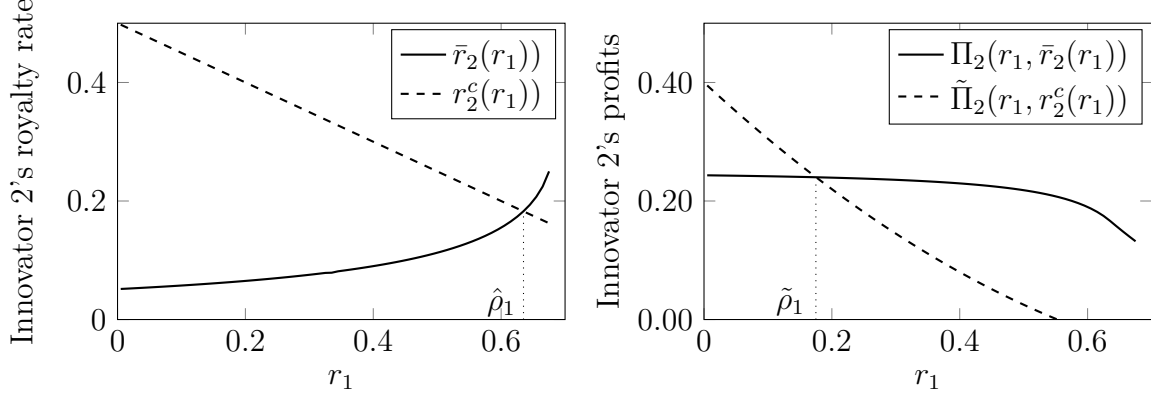 Innovator 2's royalty rate
0.4
0.2
0
r̄₂(r₁))
r₂ᶜ(r₁))
ρ̂₁
0 0.2 0.4 0.6
r₁
Innovator 2's profits
0.40
0.20
0.00
Π₂(r₁, r̄₂(r₁))
Π̃₂(r₁, r₂ᶜ(r₁))
ρ̃₁
0 0.2 0.4 0.6
r₁